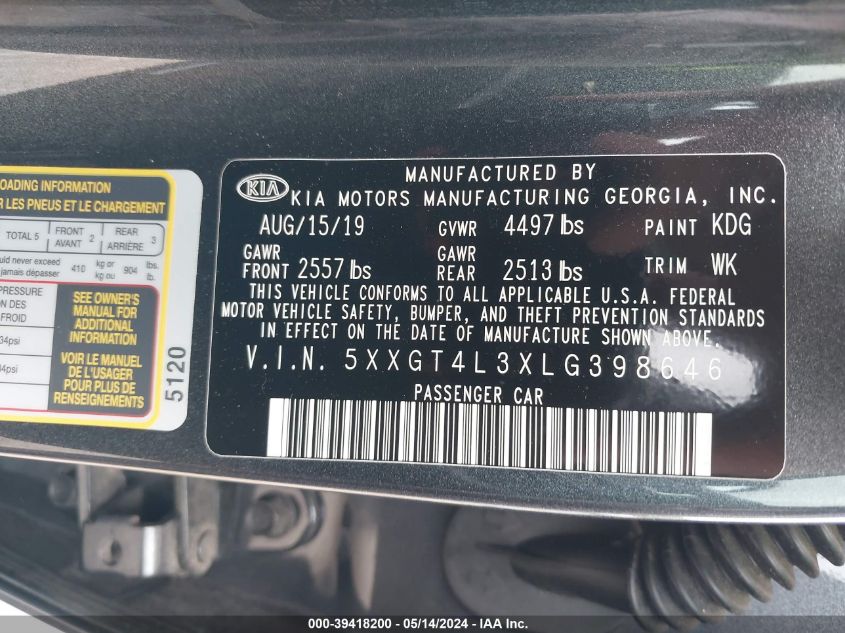 OADING INFORMATION
R LES PNEUS ET LE CHARGEMENT
TOTAL 5 FRONT AVANT 2 REAR ARRIÈRE 3
uld never exceed 410 kg or 904 lbs.
jamais dépasser kg ou lb.
PRESSURE
ON DES
FROID
34psi
34psi
SEE OWNER'S
MANUAL FOR
ADDITIONAL
INFORMATION
VOIR LE MANUEL
DE L'USAGER
POUR PLUS DE
RENSEIGNEMENTS
5120
MANUFACTURED BY
KIA KIA MOTORS MANUFACTURING GEORGIA, INC.
AUG/15/19 GVWR 4497 lbs PAINT KDG
GAWR GAWR
FRONT 2557 lbs REAR 2513 lbs TRIM WK
THIS VEHICLE CONFORMS TO ALL APPLICABLE U.S.A. FEDERAL
MOTOR VEHICLE SAFETY, BUMPER, AND THEFT PREVENTION STANDARDS
IN EFFECT ON THE DATE OF MANUFACTURE SHOWN ABOVE.
V.I.N. 5XXGT4L3XLG398646
PASSENGER CAR
000-39418200 - 05/14/2024 - IAA Inc.